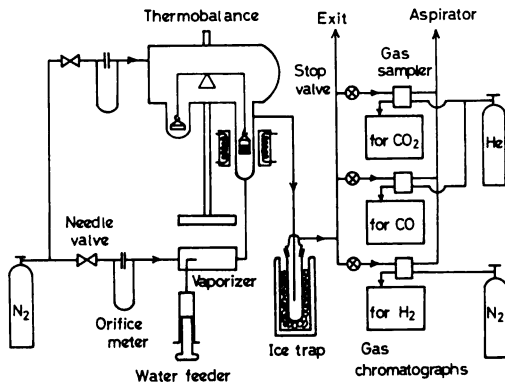 Thermobalance
Exit
Aspirator
Stop
valve
Gas
sampler
for CO2
He
for CO
Needle
valve
N2
Orifice
meter
Vaporizer
Water feeder
Ice trap
for H2
Gas
chromatographs
N2